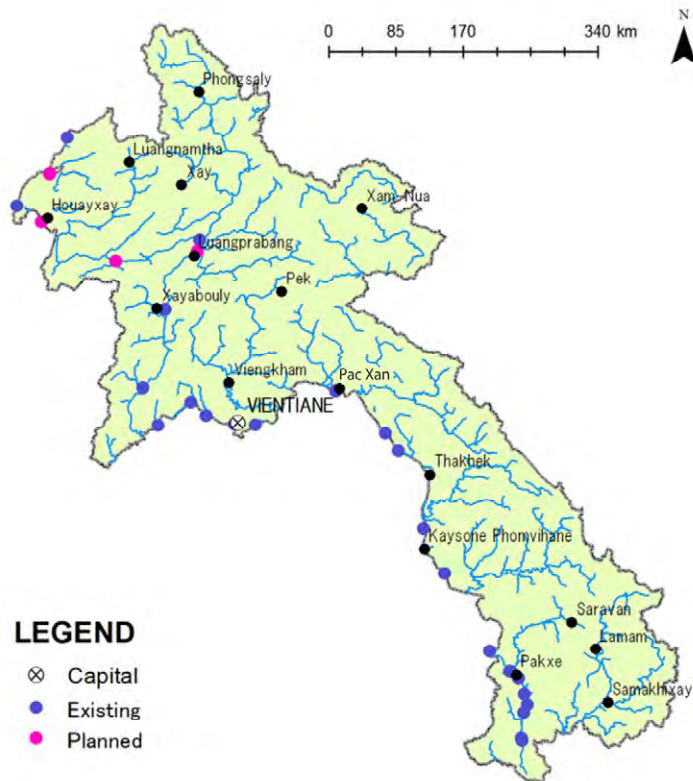 N
0 85 170 340 km
Phongsaly
Luangnamtha
Xay
Xam-Nua
Houayxay
Luangprabang
Pek
Xayabouly
Viengkham
Pac Xan
VIENTIANE
Thakhek
Kaysone Phomvihane
Saravan
Lamam
Pakxe
Samakhixay
LEGEND
Capital
Existing
Planned